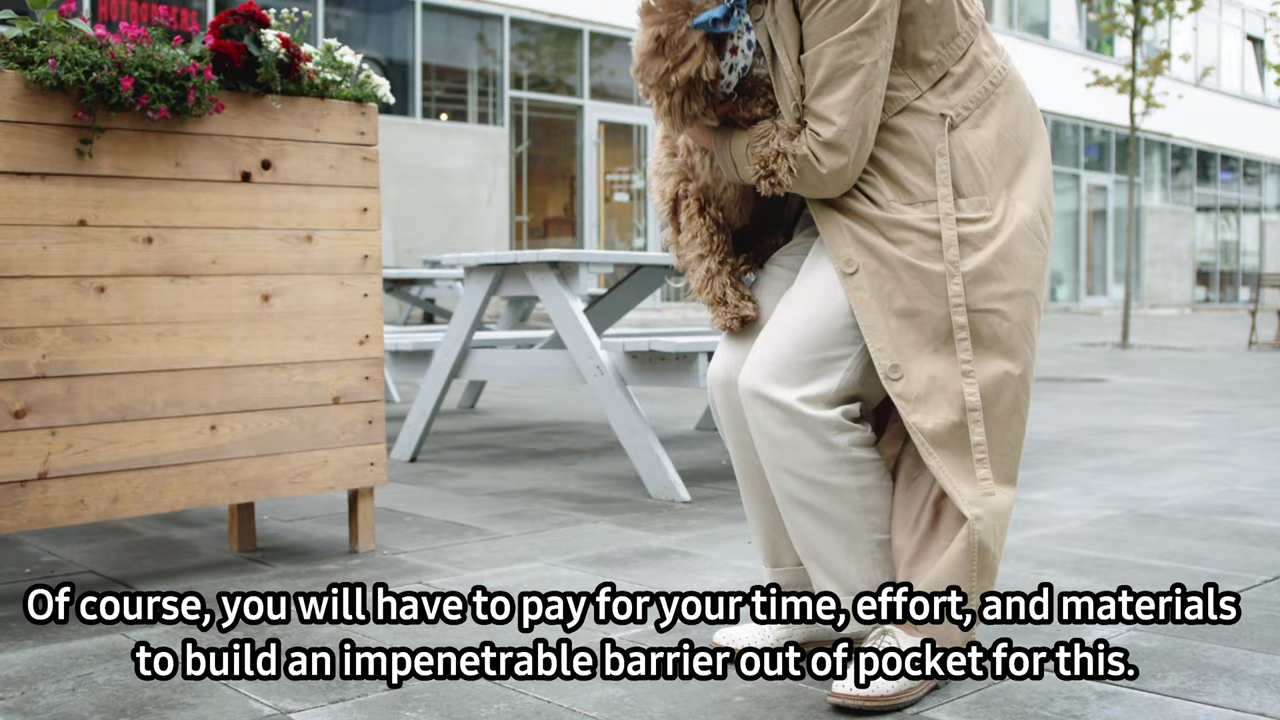 HOTBURGERS
Of course, you will have to pay for your time, effort, and materials
to build an impenetrable barrier out of pocket for this.